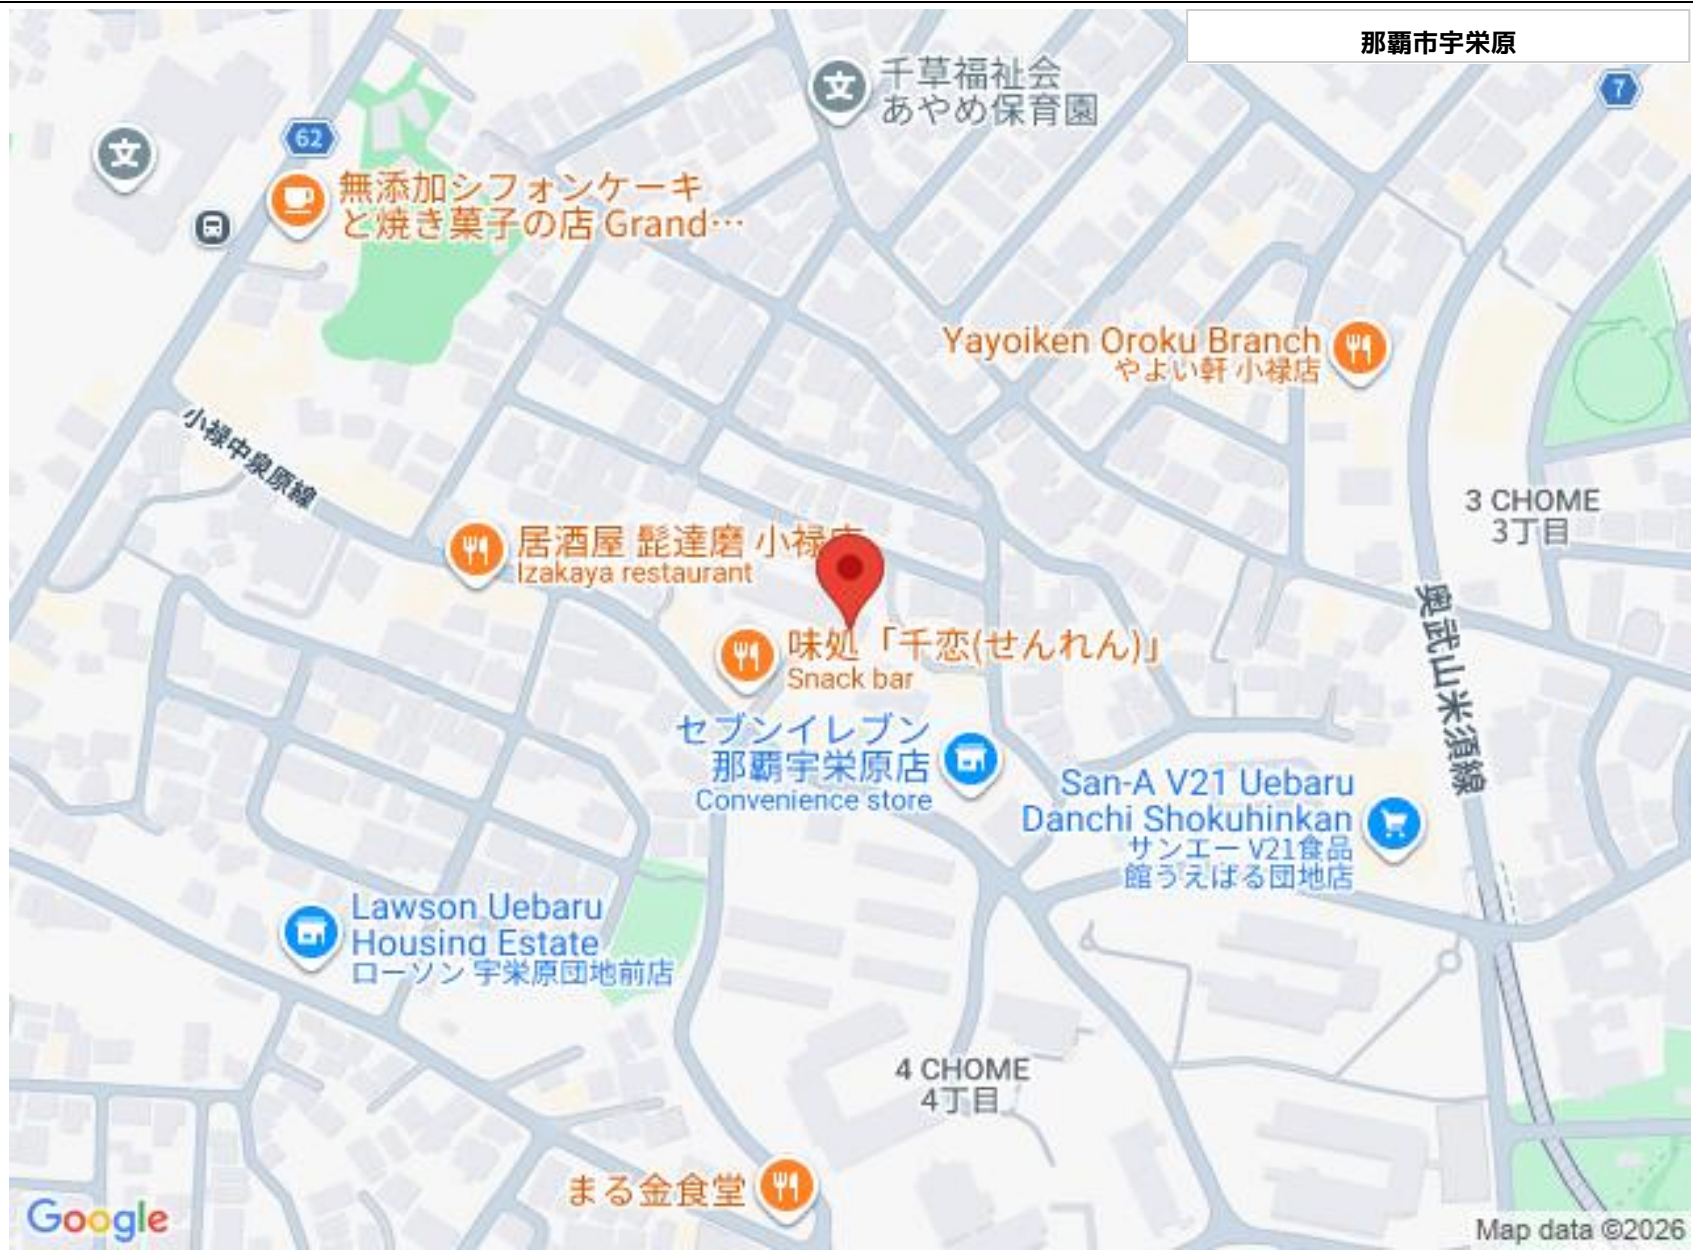 那覇市宇栄原
千草福祉会
あやめ保育園
7
文
文
62
無添加シフォンケーキ
と焼き菓子の店 Grand…
Yayoiken Oroku Branch
やよい軒 小禄店
小禄中泉原線
3 CHOME
3丁目
居酒屋 髭達磨 小禄店
Izakaya restaurant
奥武山米須線
味処「千恋(せんれん)」
Snack bar
セブンイレブン
那覇宇栄原店
Convenience store
San-A V21 Uebaru
Danchi Shokuhinkan
サンエー V21食品
館うえばる団地店
Lawson Uebaru
Housing Estate
ローソン 宇栄原団地前店
4 CHOME
4丁目
まる金食堂
Google
Map data ©2026